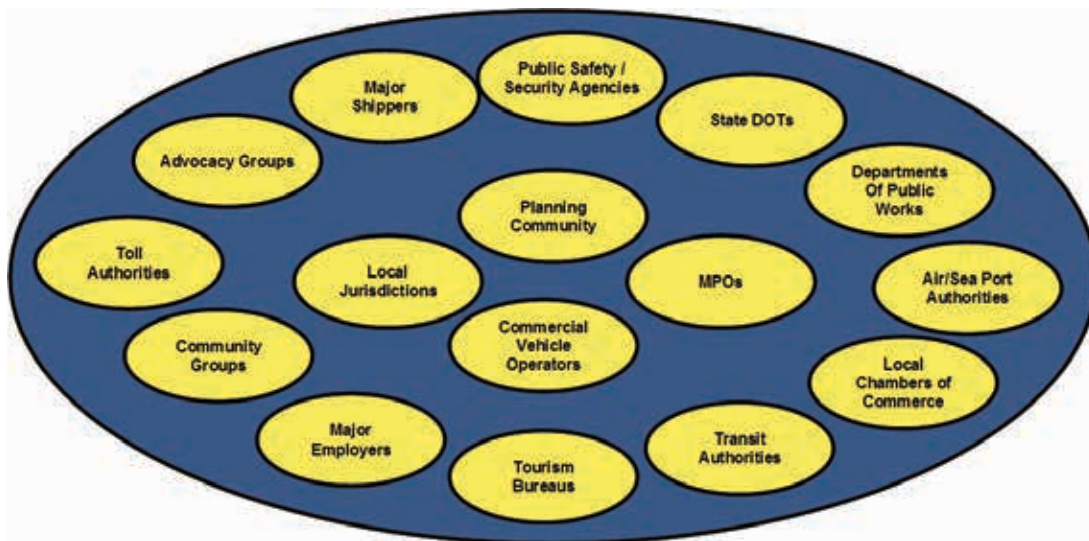 Public Safety /
Security Agencies
Major
Shippers
State DOTs
Advocacy Groups
Departments
Of Public
Works
Planning
Community
Toll
Authorities
Local
Jurisdictions
MPOs
Air/Sea Port
Authorities
Community
Groups
Commercial
Vehicle
Operators
Local
Chambers of
Commerce
Major
Employers
Transit
Authorities
Tourism
Bureaus